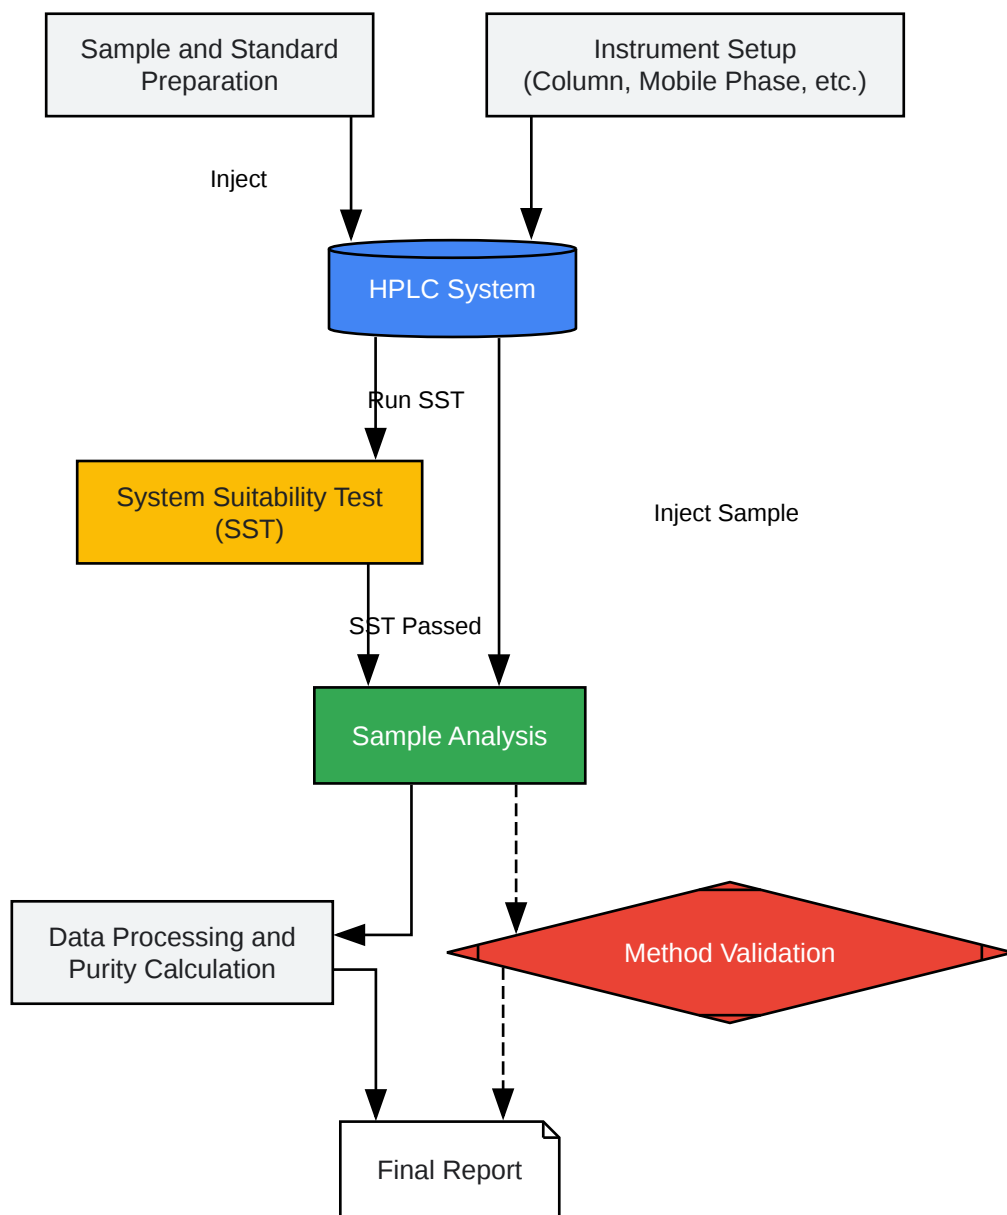 Sample and Standard
Preparation
Instrument Setup
(Column, Mobile Phase, etc.)
Inject
HPLC System
Run SST
System Suitability Test
(SST)
Inject Sample
SST Passed
Sample Analysis
Data Processing and
Purity Calculation
Method Validation
Final Report